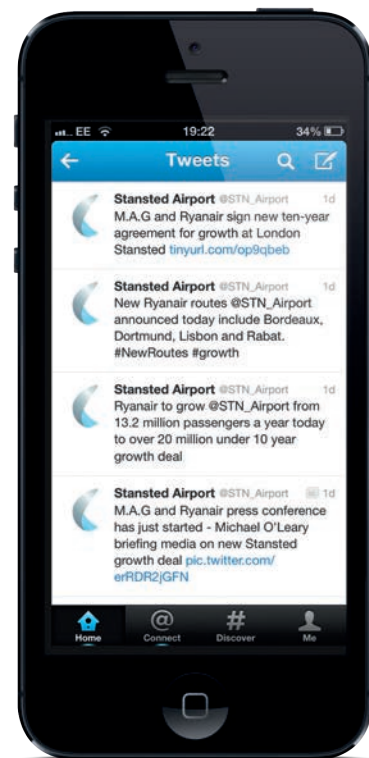 EE 19:22 34%
Tweets
Stansted Airport @STN_Airport 1d
M.A.G and Ryanair sign new ten-year
agreement for growth at London
Stansted tinyurl.com/op9qbeb
Stansted Airport @STN_Airport 1d
New Ryanair routes @STN_Airport
announced today include Bordeaux,
Dortmund, Lisbon and Rabat.
#NewRoutes #growth
Stansted Airport @STN_Airport 1d
Ryanair to grow @STN_Airport from
13.2 million passengers a year today
to over 20 million under 10 year
growth deal
Stansted Airport @STN_Airport 1d
M.A.G and Ryanair press conference
has just started - Michael O'Leary
briefing media on new Stansted
growth deal pic.twitter.com/
erRDR2jGFN
Home Connect Discover Me